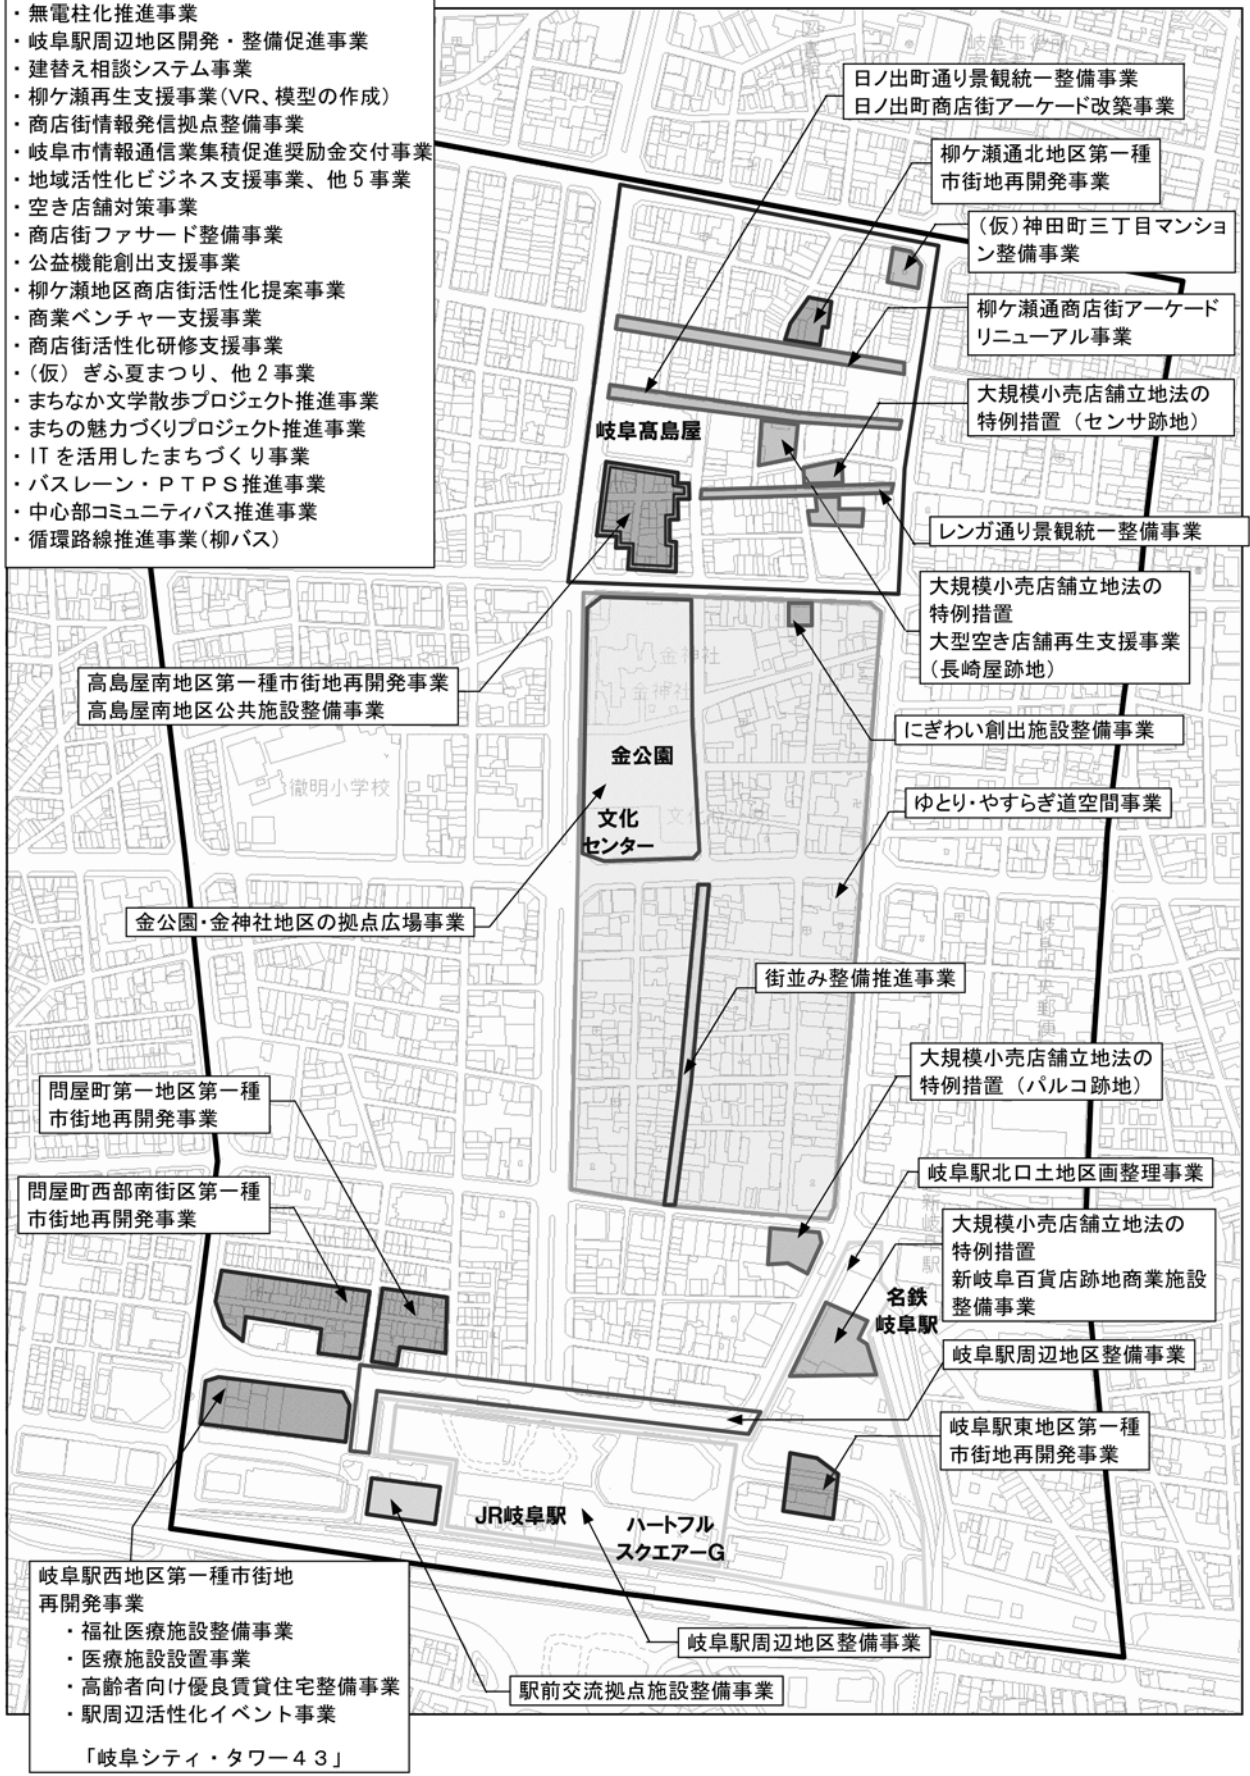 ・無電柱化推進事業
・岐阜駅周辺地区開発・整備促進事業
・建替え相談システム事業
・柳ケ瀬再生支援事業(VR、模型の作成)
・商店街情報発信拠点整備事業
・岐阜市情報通信業集積促進奨励金交付事業
・地域活性化ビジネス支援事業、他5事業
・空き店舗対策事業
・商店街ファサード整備事業
・公益機能創出支援事業
・柳ケ瀬地区商店街活性化提案事業
・商業ベンチャー支援事業
・商店街活性化研修支援事業
・(仮) ぎふ夏まつり、他2事業
・まちなか文学散歩プロジェクト推進事業
・まちの魅力づくりプロジェクト推進事業
・ITを活用したまちづくり事業
・バスレーン・PTPS推進事業
・中心部コミュニティバス推進事業
・循環路線推進事業(柳バス)
岐阜市役所
日ノ出町通り景観統一整備事業
日ノ出町商店街アーケード改築事業
柳ケ瀬通北地区第一種
市街地再開発事業
(仮)神田町三丁目マンショ
ン整備事業
柳ケ瀬通商店街アーケード
リニューアル事業
大規模小売店舗立地法の
特例措置(センサ跡地)
岐阜髙島屋
レンガ通り景観統一整備事業
大規模小売店舗立地法の
特例措置
大型空き店舗再生支援事業
(長崎屋跡地)
金神社
金神社
高島屋南地区第一種市街地再開発事業
高島屋南地区公共施設整備事業
にぎわい創出施設整備事業
金公園
徹明小学校
ゆとり・やすらぎ道空間事業
文化
センター
金公園・金神社地区の拠点広場事業
街並み整備推進事業
大規模小売店舗立地法の
特例措置(パルコ跡地)
問屋町第一地区第一種
市街地再開発事業
岐阜駅北口土地区画整理事業
問屋町西部南街区第一種
市街地再開発事業
大規模小売店舗立地法の
特例措置
新岐阜百貨店跡地商業施設
整備事業
名鉄
岐阜駅
岐阜駅周辺地区整備事業
岐阜駅東地区第一種
市街地再開発事業
JR岐阜駅
ハートフル
スクエアーG
岐阜駅西地区第一種市街地
再開発事業
・福祉医療施設整備事業
・医療施設設置事業
・高齢者向け優良賃貸住宅整備事業
・駅周辺活性化イベント事業
「岐阜シティ・タワー43」
岐阜駅周辺地区整備事業
駅前交流拠点施設整備事業